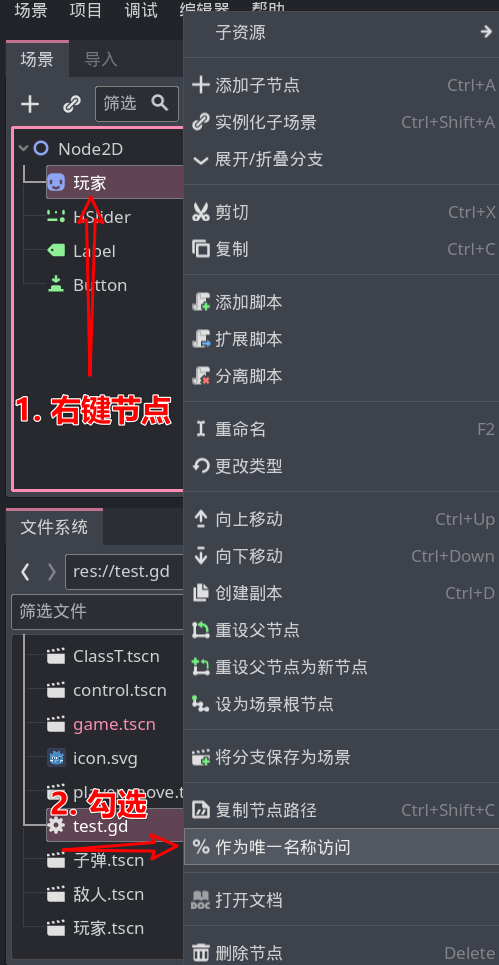 场景 项目 调试 编辑器 帮助
场景 导入
筛选
Node2D
玩家
HSlider
Label
Button
1. 右键节点
文件系统
res://test.gd
筛选文件
ClassT.tscn
control.tscn
game.tscn
icon.svg
2. 勾选
test.gd
子弹.tscn
敌人.tscn
玩家.tscn
子资源
添加子节点 Ctrl+A
实例化子场景 Ctrl+Shift+A
展开/折叠分支
剪切 Ctrl+X
复制 Ctrl+C
添加脚本
扩展脚本
分离脚本
重命名 F2
更改类型
向上移动 Ctrl+Up
向下移动 Ctrl+Down
创建副本 Ctrl+D
重设父节点
重设父节点为新节点
设为场景根节点
将分支保存为场景
复制节点路径 Ctrl+Shift+C
% 作为唯一名称访问
DOC 打开文档
删除节点 Delete